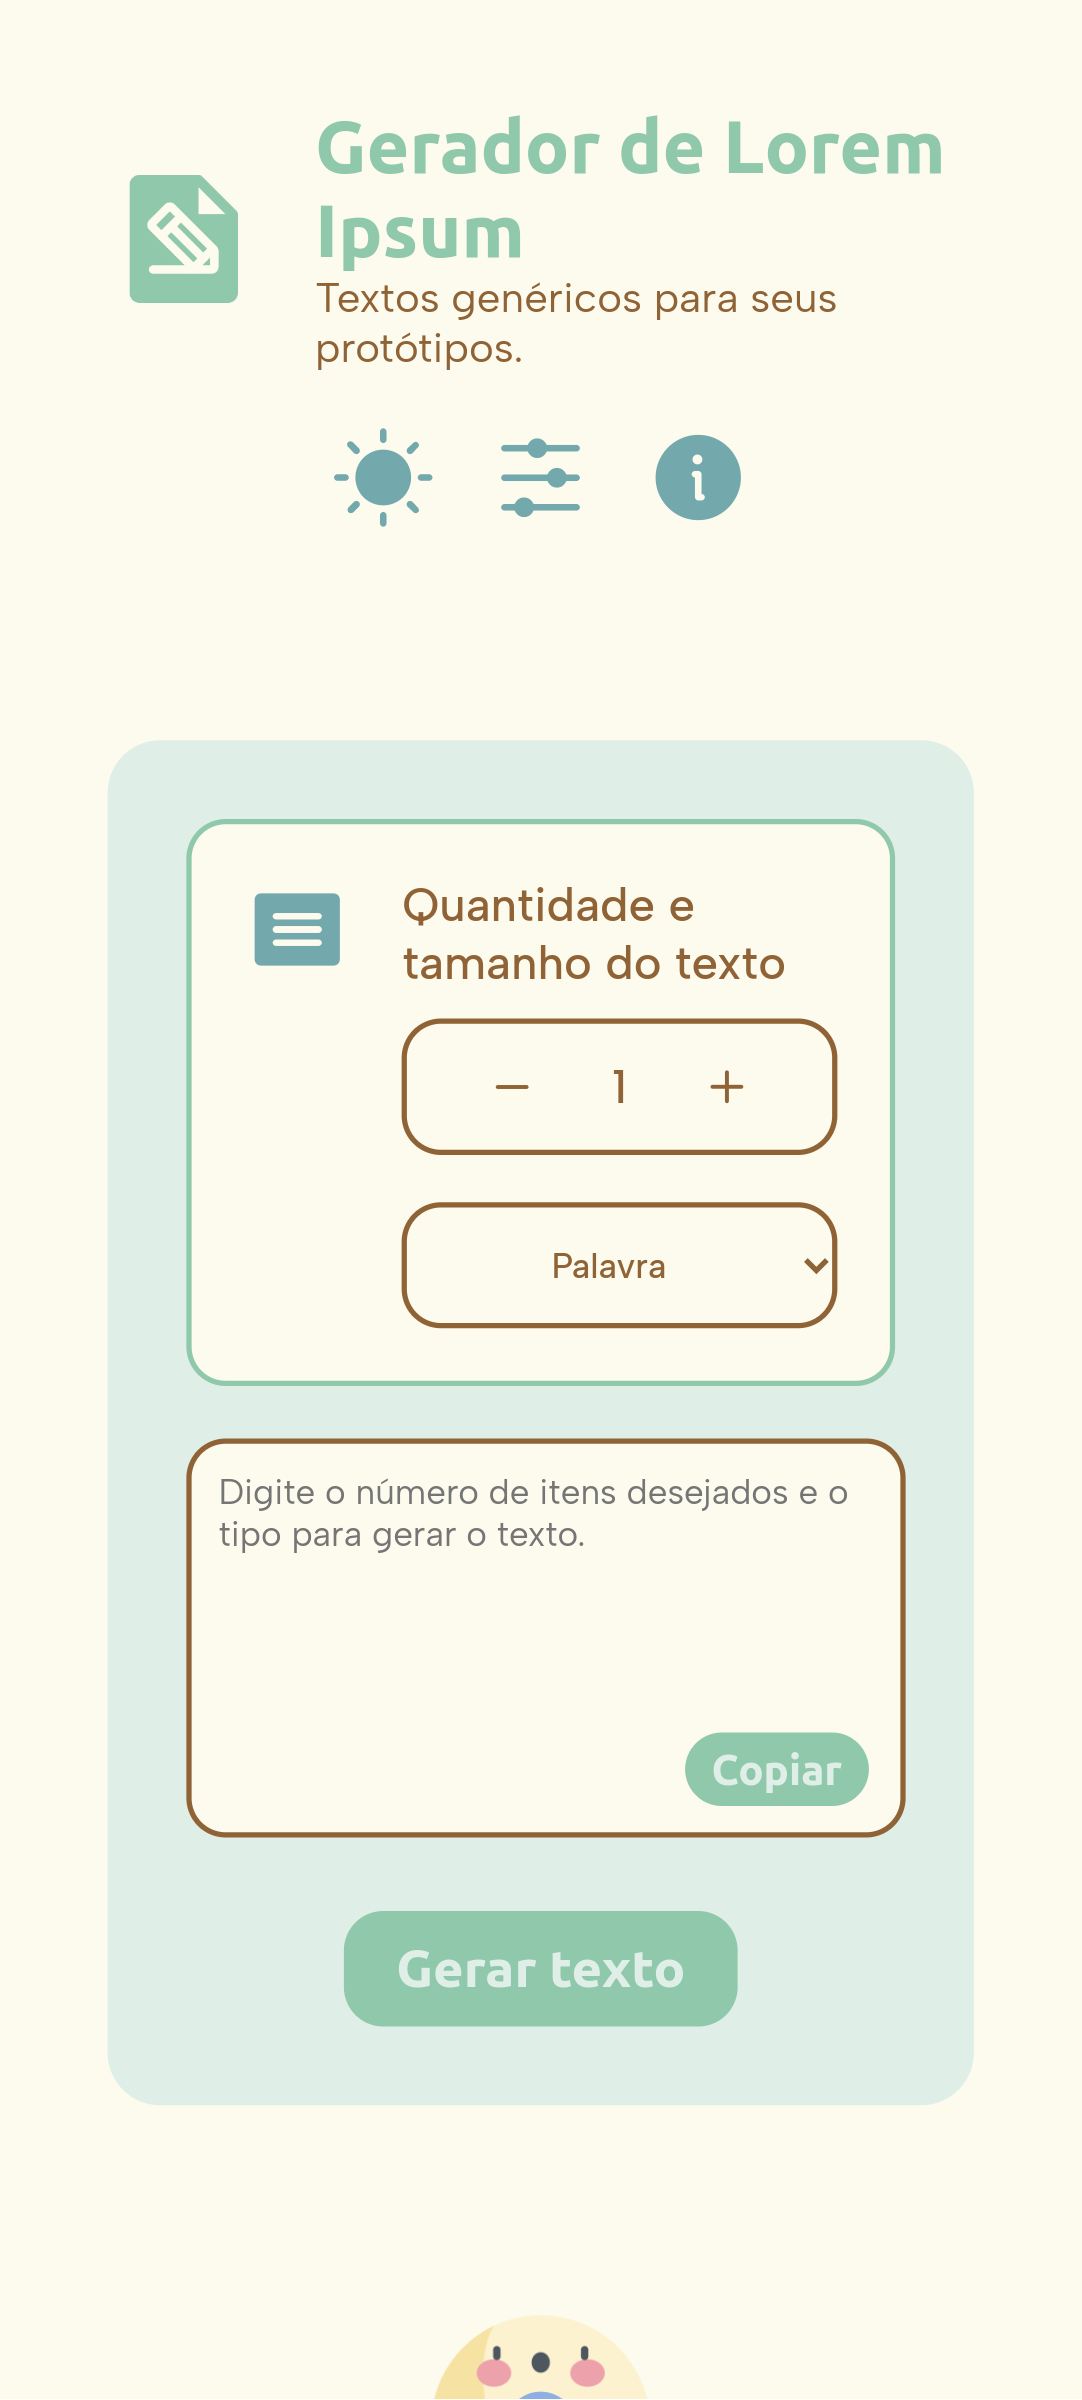 Gerador de Lorem
Ipsum
Textos genéricos para seus
protótipos.
Quantidade e
tamanho do texto
1
Palavra
Digite o número de itens desejados e o
tipo para gerar o texto.
Copiar
Gerar texto